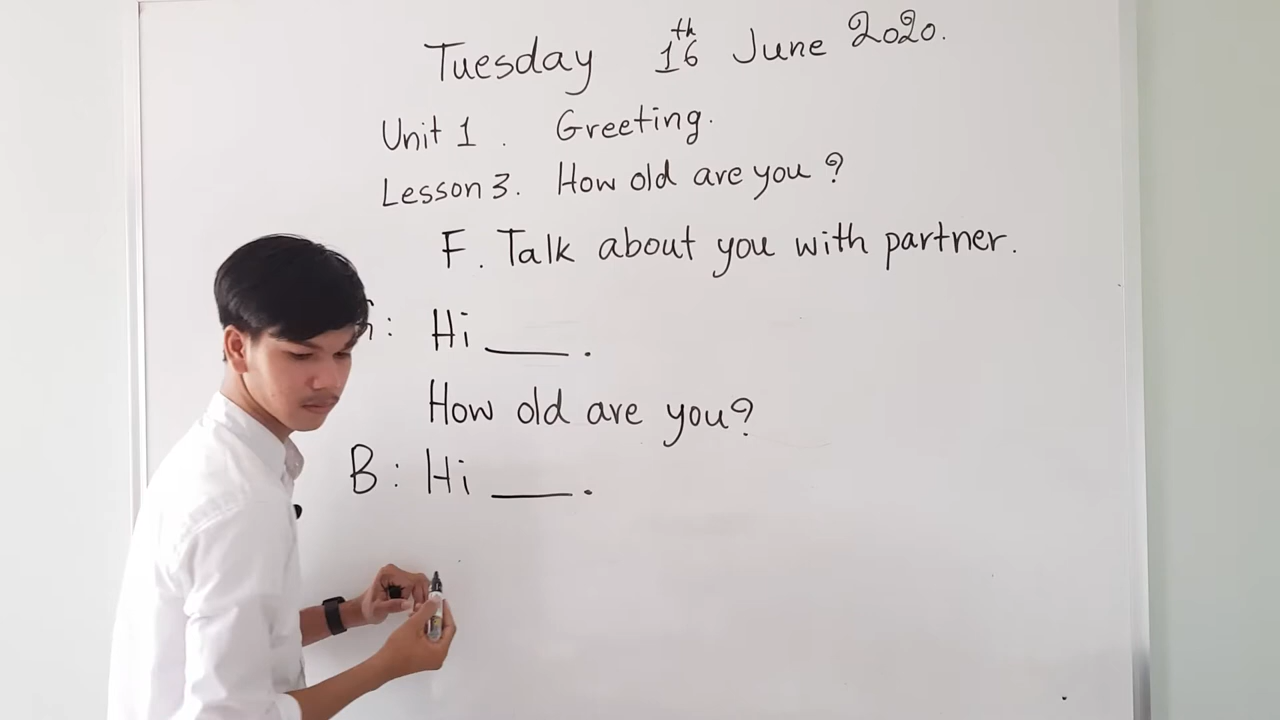 Tuesday 16th June 2020.
Unit 1. Greeting.
Lesson 3. How old are you?
F. Talk about you with partner.
: Hi ____.
How old are you?
B: Hi ____.